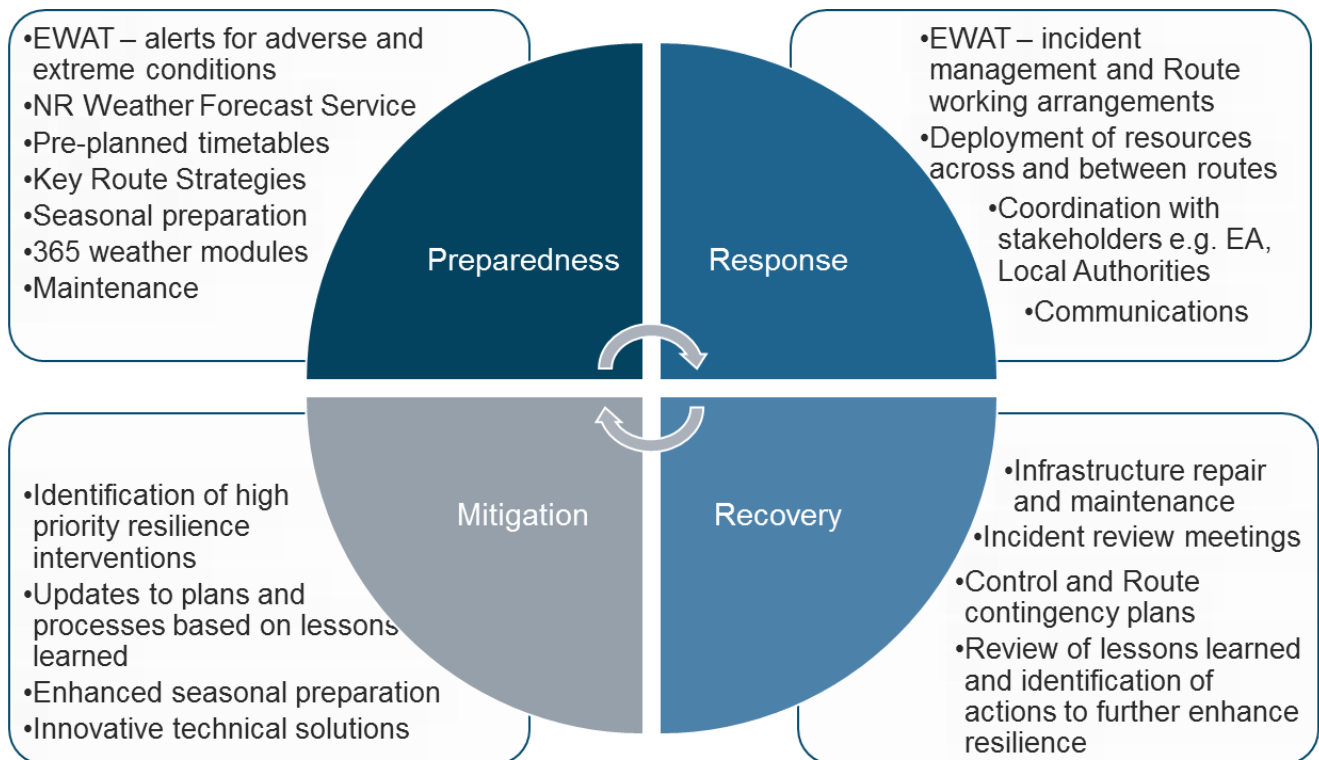 •EWAT – alerts for adverse and
extreme conditions
•NR Weather Forecast Service
•Pre-planned timetables
•Key Route Strategies
•Seasonal preparation
•365 weather modules
•Maintenance
Preparedness
Response
•EWAT – incident
management and Route
working arrangements
•Deployment of resources
across and between routes
•Coordination with
stakeholders e.g. EA,
Local Authorities
•Communications
•Identification of high
priority resilience
interventions
•Updates to plans and
processes based on lessons
learned
•Enhanced seasonal preparation
•Innovative technical solutions
Mitigation
Recovery
•Infrastructure repair
and maintenance
•Incident review meetings
•Control and Route
contingency plans
•Review of lessons learned
and identification of
actions to further enhance
resilience